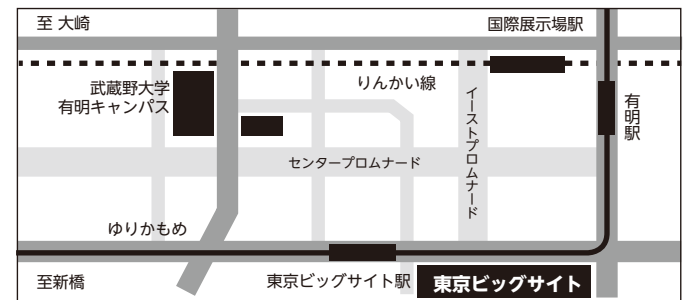 至 大崎
国際展示場駅
武蔵野大学
有明キャンパス
りんかい線
イーストプロムナード
有明駅
センタープロムナード
ゆりかもめ
至新橋
東京ビッグサイト駅
東京ビッグサイト